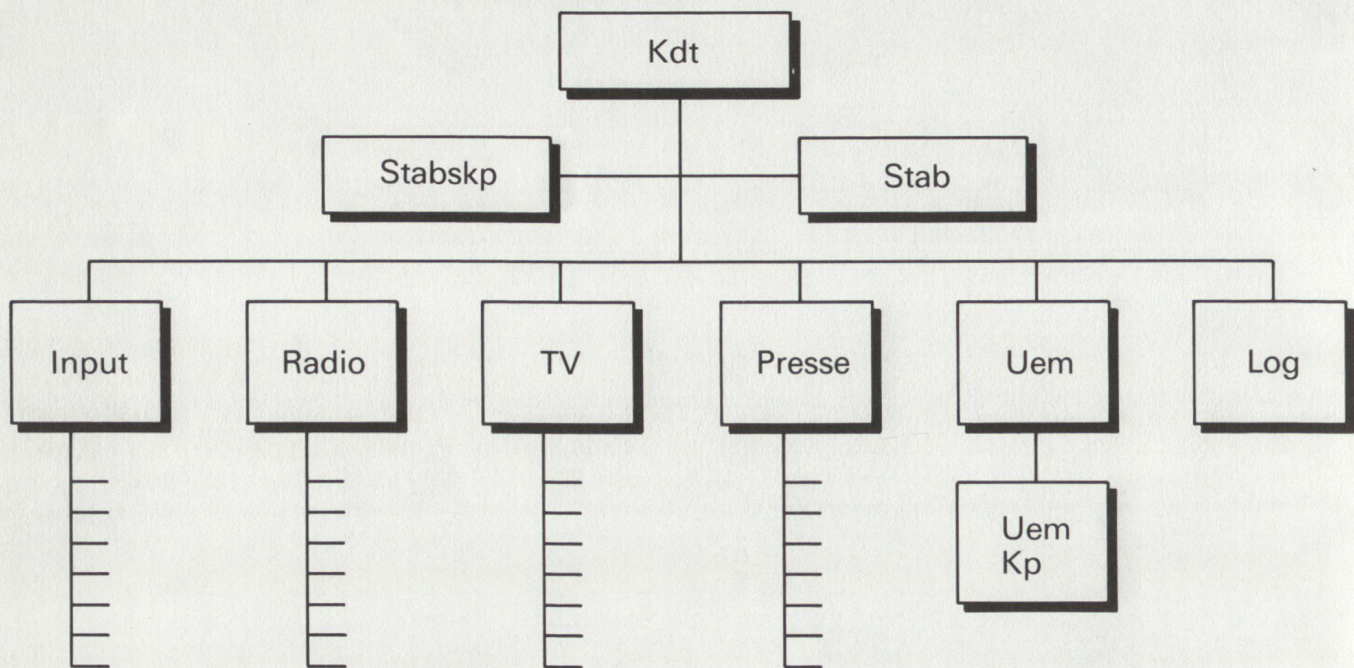 Kdt
Stabskp
Stab
Input
Radio
TV
Presse
Uem
Log
Uem
Kp